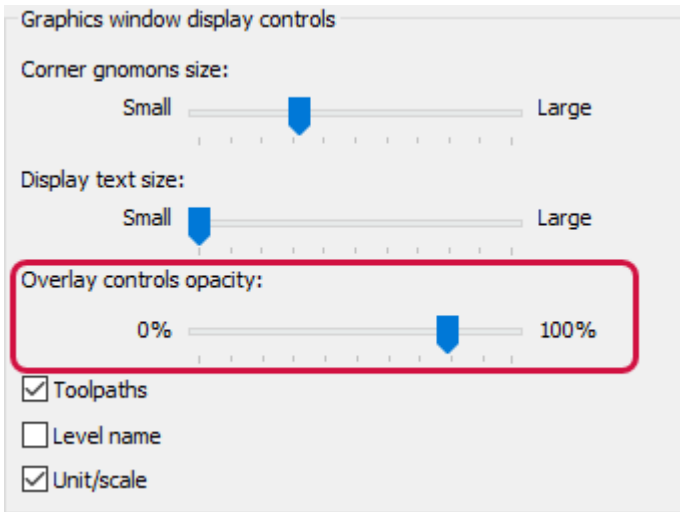 Graphics window display controls
Corner gnomons size:
Small Large
Display text size:
Small Large
Overlay controls opacity:
0% 100%
Toolpaths
Level name
Unit/scale